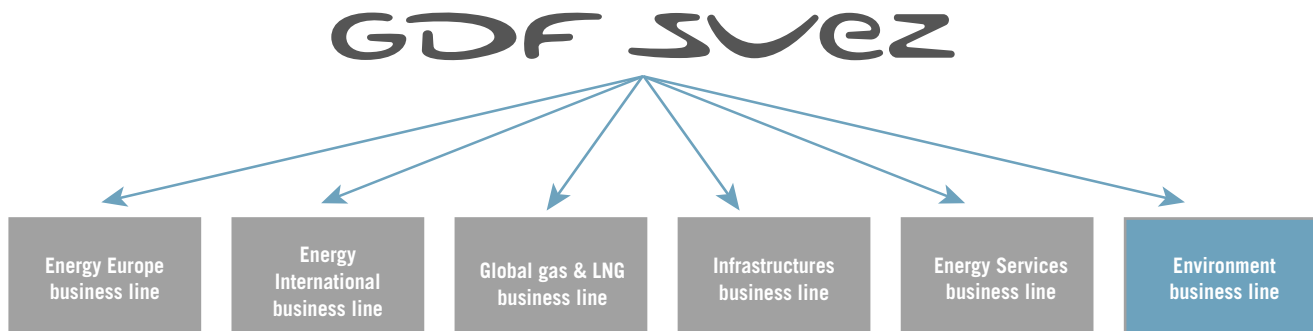 GDF SUEZ
Energy Europe
business line
Energy
International
business line
Global gas & LNG
business line
Infrastructures
business line
Energy Services
business line
Environment
business line